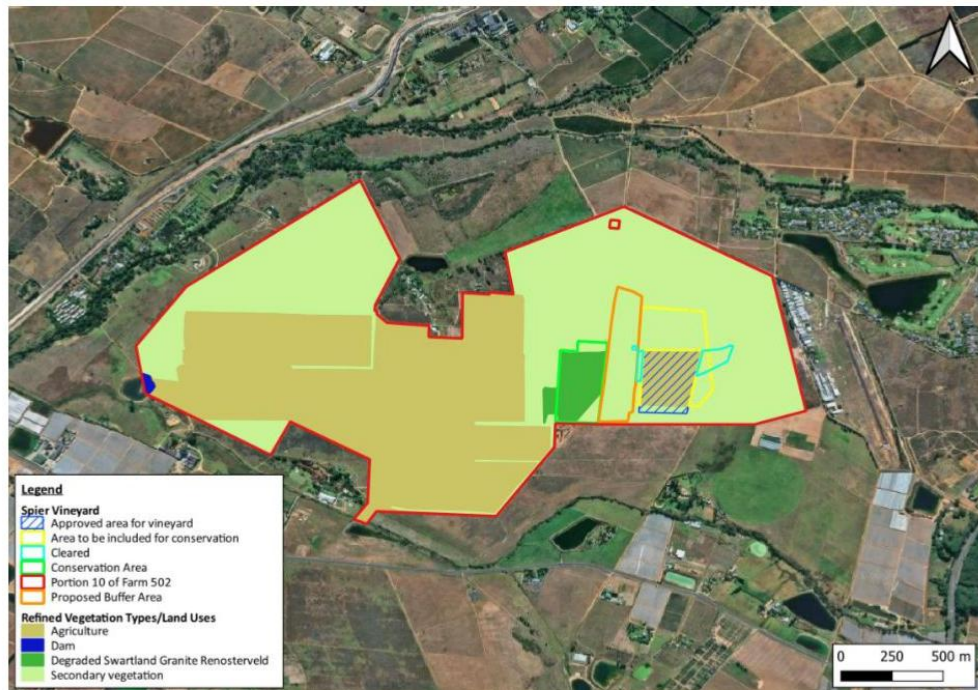 Legend
Spier Vineyard
Approved area for vineyard
Area to be included for conservation
Cleared
Conservation Area
Portion 10 of Farm 502
Proposed Buffer Area
Refined Vegetation Types/Land Uses
Agriculture
Dam
Degraded Swartland Granite Renosterveld
Secondary vegetation
0 250 500 m